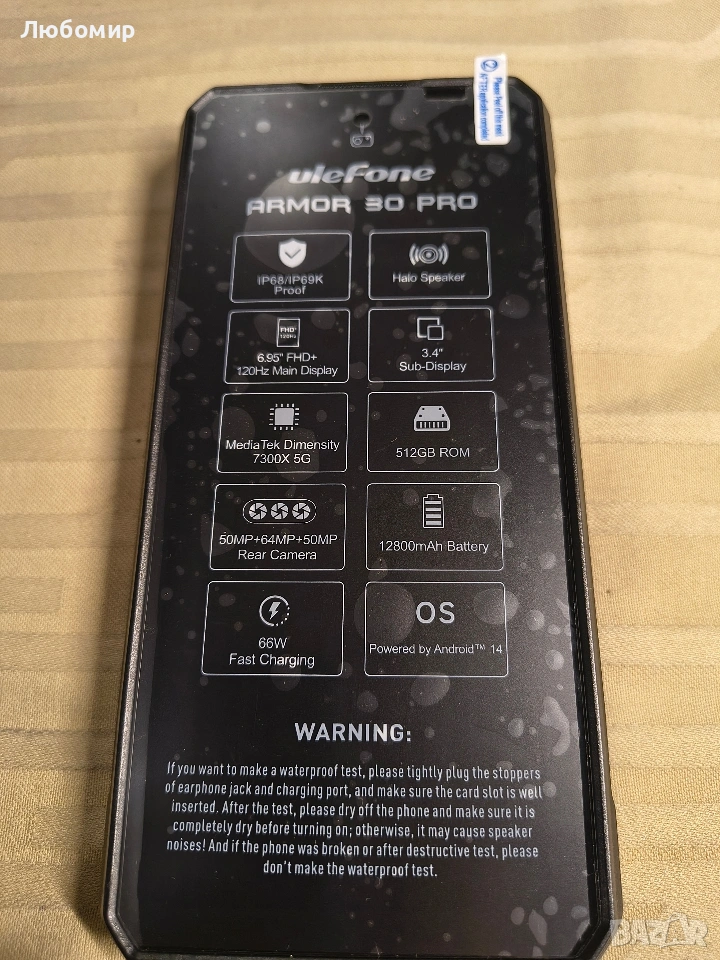 Любомир
uleFone
ARMOR 30 PRO
IP68/IP69K
Proof
Halo Speaker
FHD+
120Hz
6.95" FHD+
120Hz Main Display
3.4"
Sub-Display
MediaTek Dimensity
7300X 5G
512GB ROM
50MP+64MP+50MP
Rear Camera
12800mAh Battery
66W
Fast Charging
OS
Powered by Android™ 14
WARNING:
If you want to make a waterproof test, please tightly plug the stoppers
of earphone jack and charging port, and make sure the card slot is well
inserted. After the test, please dry off the phone and make sure it is
completely dry before turning on; otherwise, it may cause speaker
noises! And if the phone was broken or after destructive test, please
don't make the waterproof test.
BAZAR